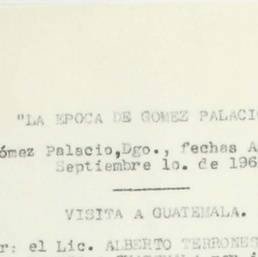 "LA EPOCA DE GOMEZ PALACIO
ómez Palacio,Dgo., fechas A
Septiembre 1o. de 196
VISITA A GUATEMALA.
r: el Lic. ALBERTO TERRONES